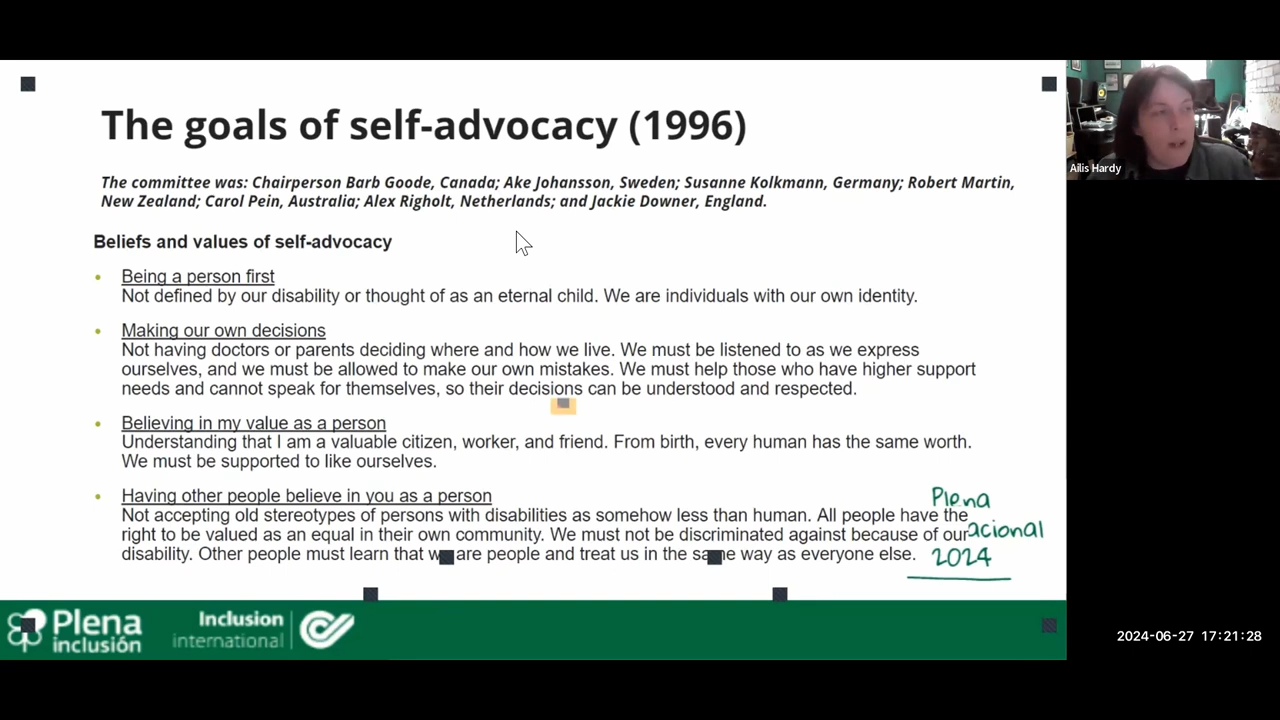 The goals of self-advocacy (1996)
The committee was: Chairperson Barb Goode, Canada; Ake Johansson, Sweden; Susanne Kolkmann, Germany; Robert Martin,
New Zealand; Carol Pein, Australia; Alex Righolt, Netherlands; and Jackie Downer, England.
Beliefs and values of self-advocacy
• Being a person first
Not defined by our disability or thought of as an eternal child. We are individuals with our own identity.
• Making our own decisions
Not having doctors or parents deciding where and how we live. We must be listened to as we express
ourselves, and we must be allowed to make our own mistakes. We must help those who have higher support
needs and cannot speak for themselves, so their decisions can be understood and respected.
• Believing in my value as a person
Understanding that I am a valuable citizen, worker, and friend. From birth, every human has the same worth.
We must be supported to like ourselves.
• Having other people believe in you as a person
Not accepting old stereotypes of persons with disabilities as somehow less than human. All people have the
right to be valued as an equal in their own community. We must not be discriminated against because of our
disability. Other people must learn that we are people and treat us in the same way as everyone else.
Plena
acional
2024
Plena
inclusión
Inclusion
international
Ailis Hardy
2024-06-27 17:21:28